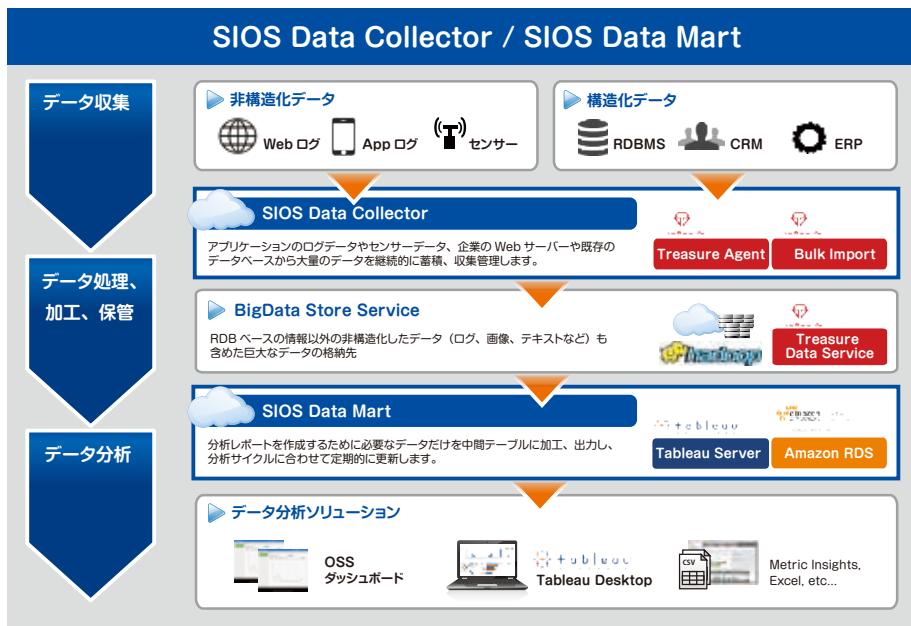 SIOS Data Collector / SIOS Data Mart
データ収集
非構造化データ
Web ログ
App ログ
センサー
構造化データ
RDBMS
CRM
ERP
SIOS Data Collector
アプリケーションのログデータやセンサーデータ、企業の Web サーバーや既存の
データベースから大量のデータを継続的に蓄積、収集管理します。
Treasure Agent
Bulk Import
データ処理、
加工、保管
BigData Store Service
RDB ベースの情報以外の非構造化したデータ（ログ、画像、テキストなど）も
含めた巨大なデータの格納先
hadoop
Treasure
Data Service
SIOS Data Mart
分析レポートを作成するために必要なデータだけを中間テーブルに加工、出力し、
分析サイクルに合わせて定期的に更新します。
tableau
Tableau Server
Amazon RDS
データ分析
データ分析ソリューション
OSS
ダッシュボード
tableau
Tableau Desktop
CSV
Metric Insights,
Excel, etc...